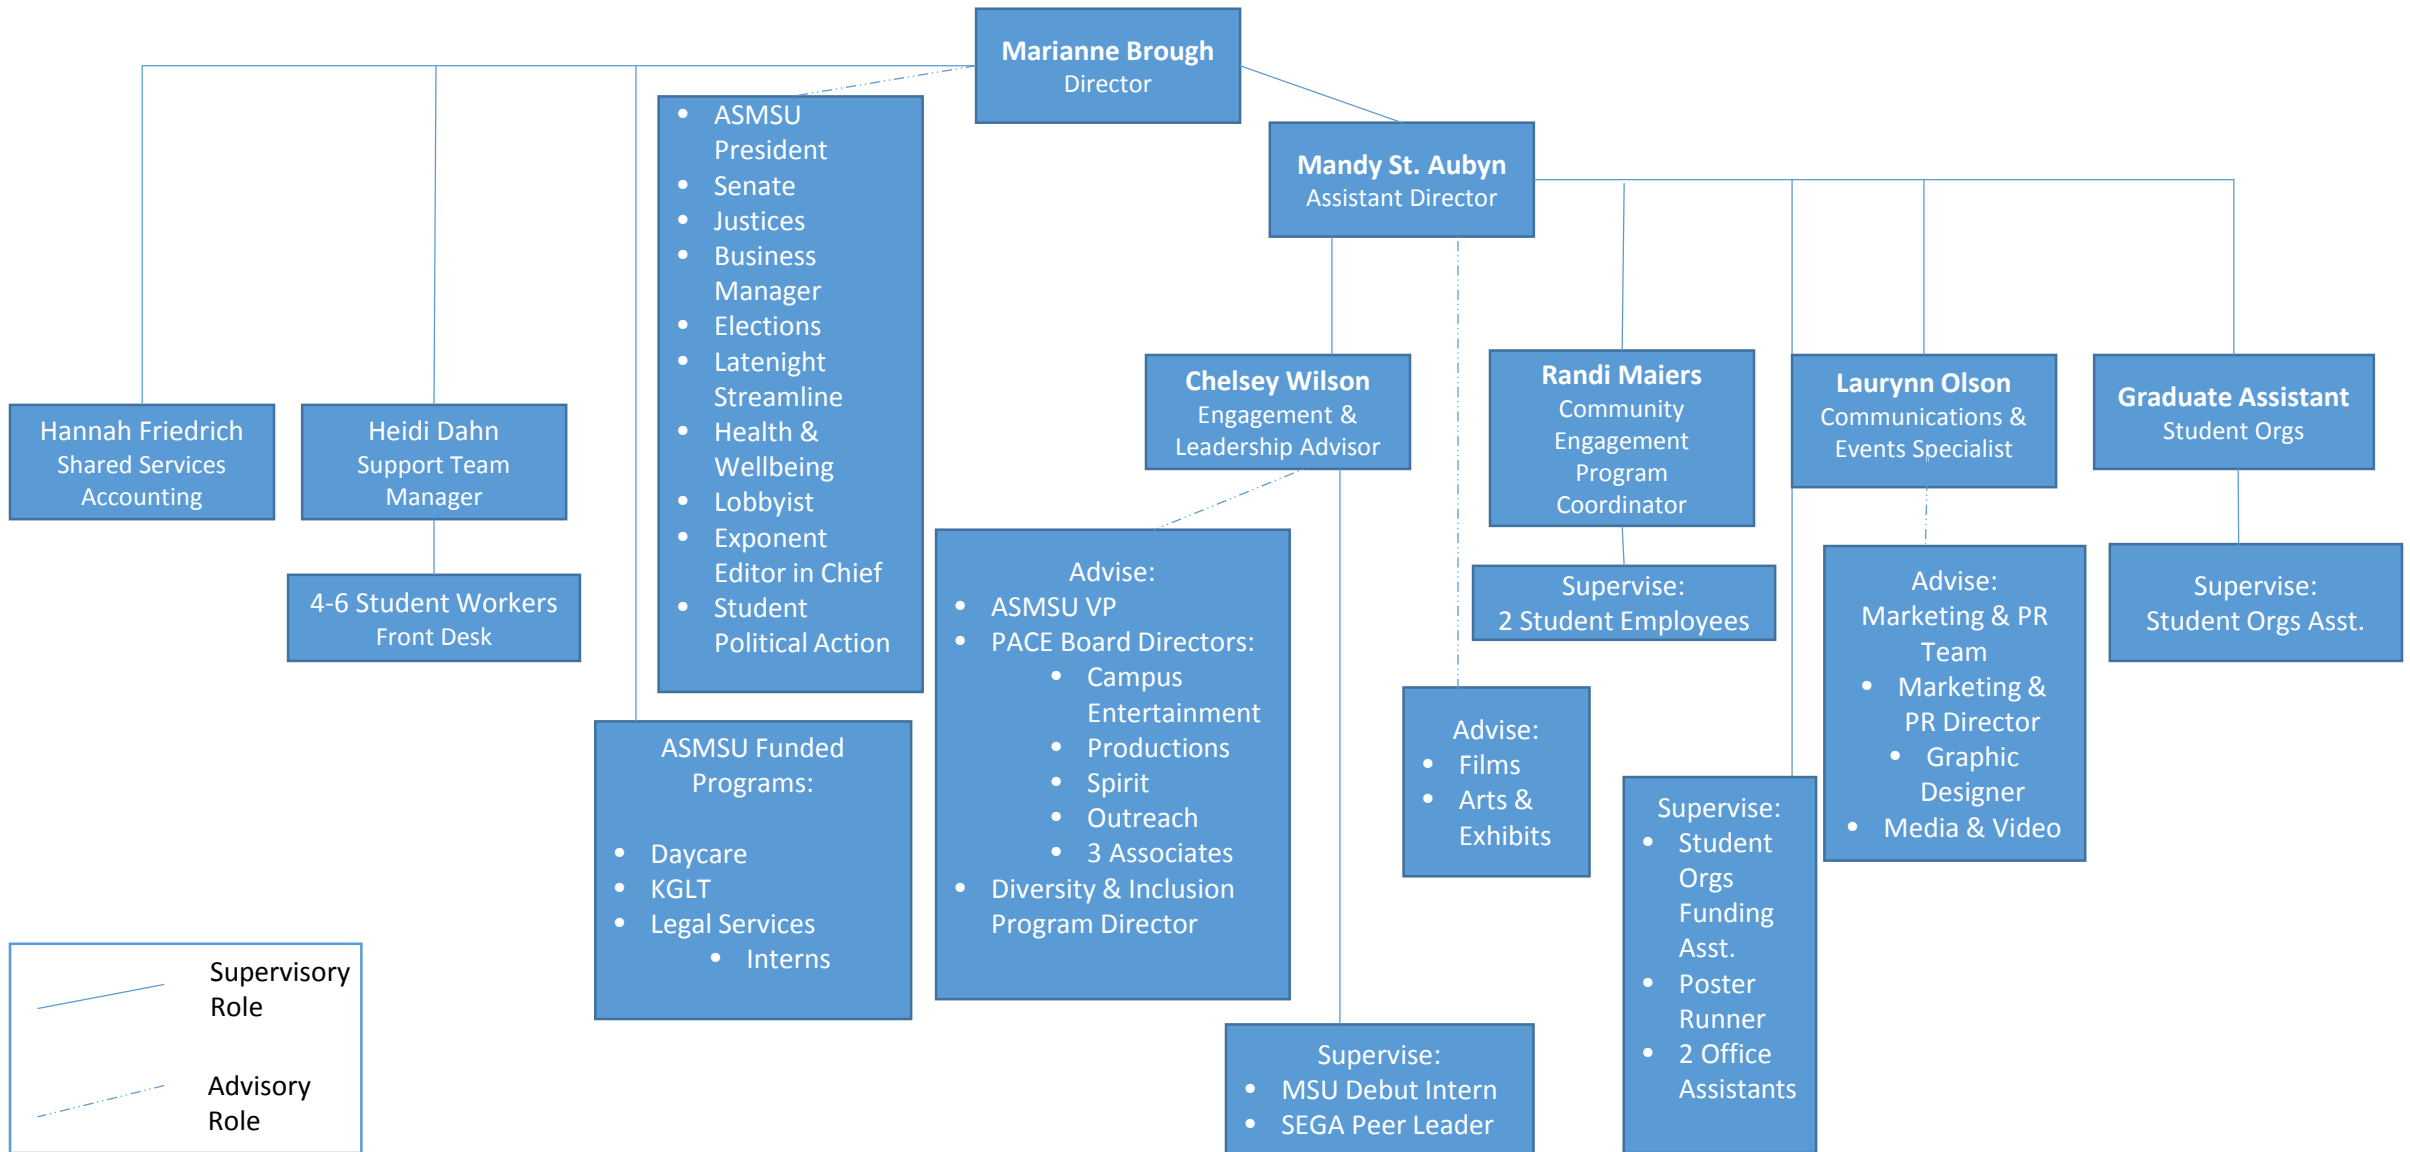 Marianne Brough
Director
Mandy St. Aubyn
Assistant Director
• ASMSU
President
• Senate
• Justices
• Business
Manager
• Elections
• Latenight
Streamline
• Health &
Wellbeing
• Lobbyist
• Exponent
Editor in Chief
• Student
Political Action
Hannah Friedrich
Shared Services
Accounting
Heidi Dahn
Support Team
Manager
4-6 Student Workers
Front Desk
ASMSU Funded
Programs:
• Daycare
• KGLT
• Legal Services
• Interns
Chelsey Wilson
Engagement &
Leadership Advisor
Advise:
• ASMSU VP
• PACE Board Directors:
• Campus
Entertainment
• Productions
• Spirit
• Outreach
• 3 Associates
• Diversity & Inclusion
Program Director
Supervise:
• MSU Debut Intern
• SEGA Peer Leader
Advise:
• Films
• Arts &
Exhibits
Randi Maiers
Community
Engagement
Program
Coordinator
Supervise:
2 Student Employees
Supervise:
• Student
Orgs
Funding
Asst.
• Poster
Runner
• 2 Office
Assistants
Laurynn Olson
Communications &
Events Specialist
Advise:
Marketing & PR
Team
• Marketing &
PR Director
• Graphic
Designer
• Media & Video
Graduate Assistant
Student Orgs
Supervise:
Student Orgs Asst.
Supervisory
Role
Advisory
Role